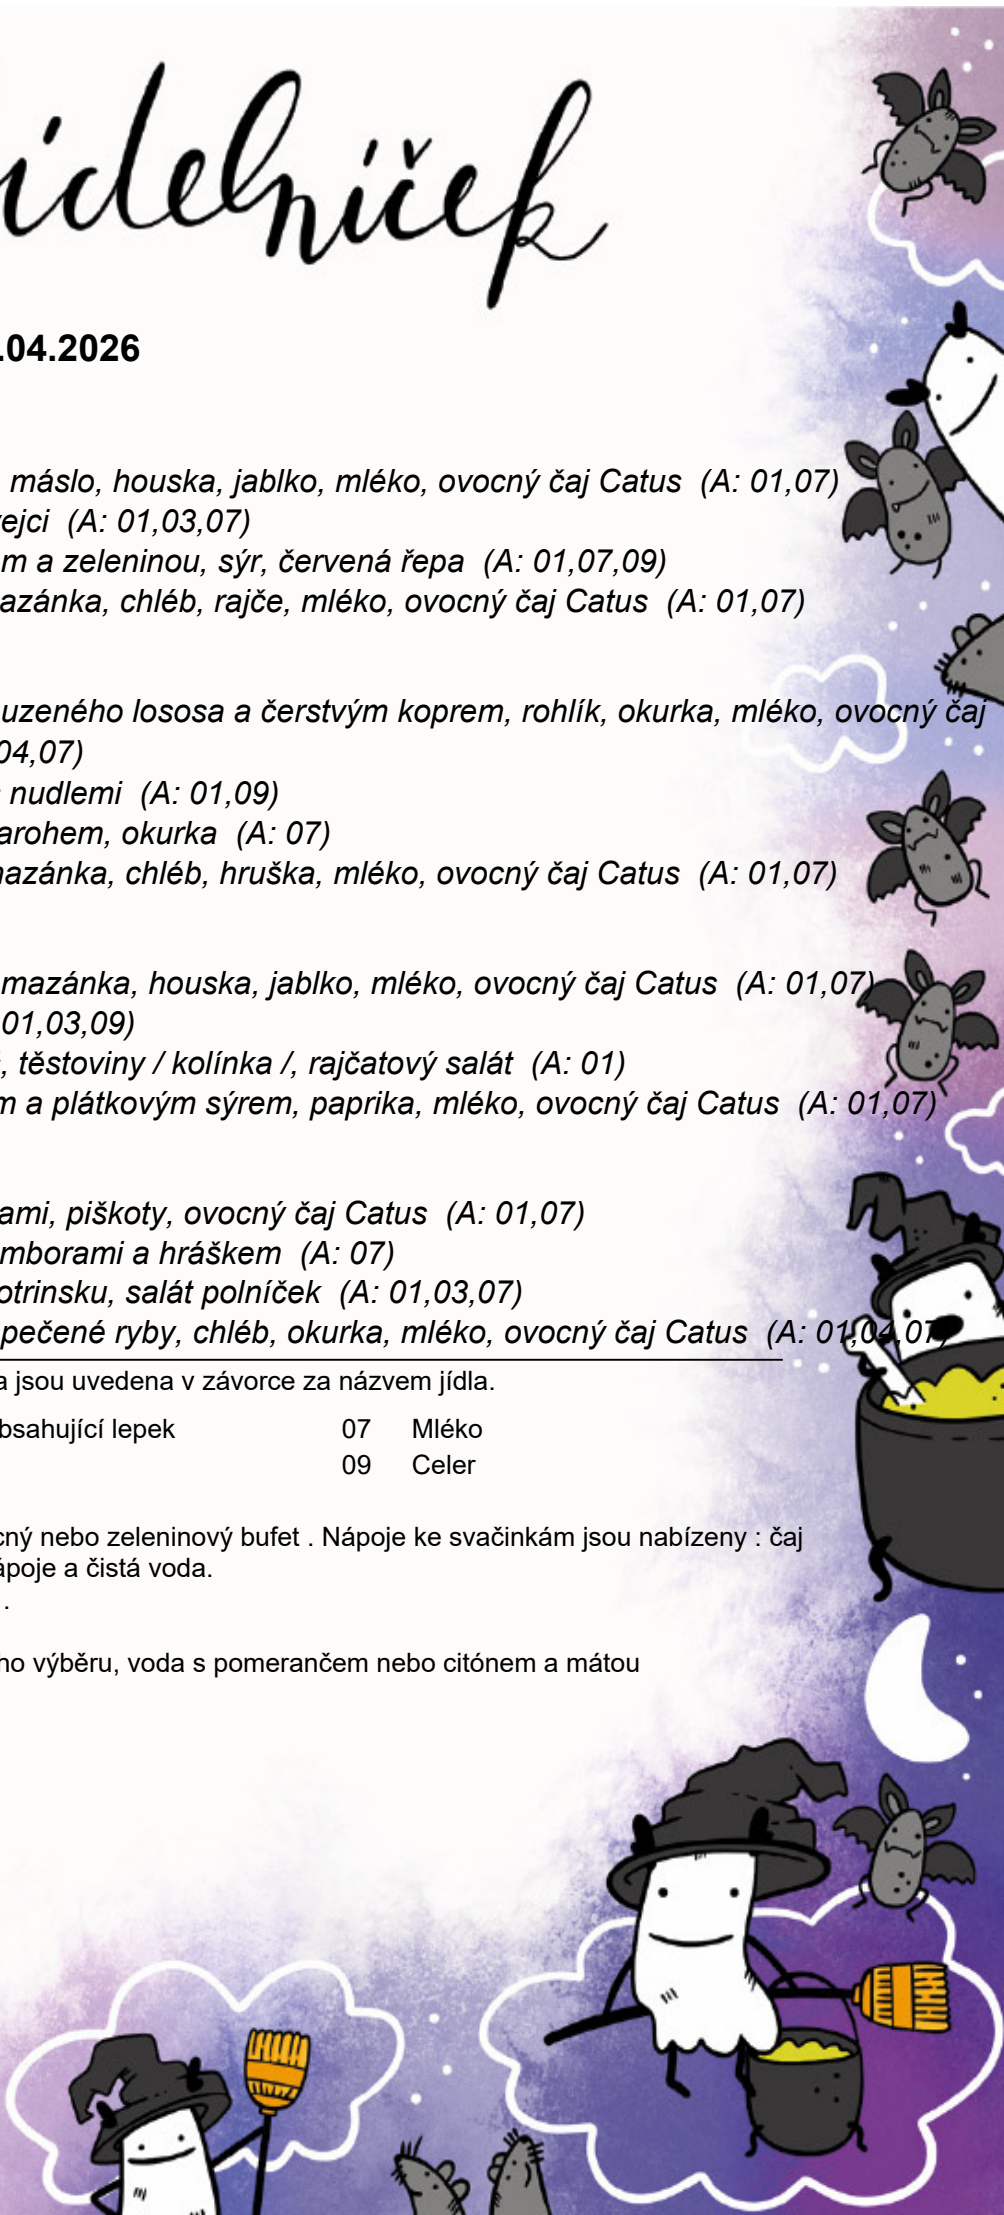 ídelníček
.04.2026
máslo, houska, jablko, mléko, ovocný čaj Catus (A: 01,07)
ejci (A: 01,03,07)
m a zeleninou, sýr, červená řepa (A: 01,07,09)
azánka, chléb, rajče, mléko, ovocný čaj Catus (A: 01,07)
uzeného lososa a čerstvým koprem, rohlík, okurka, mléko, ovocný čaj
04,07)
nudlemi (A: 01,09)
arohem, okurka (A: 07)
azánka, chléb, hruška, mléko, ovocný čaj Catus (A: 01,07)
mazánka, houska, jablko, mléko, ovocný čaj Catus (A: 01,07)
01,03,09)
, těstoviny / kolínka /, rajčatový salát (A: 01)
m a plátkovým sýrem, paprika, mléko, ovocný čaj Catus (A: 01,07)
ami, piškoty, ovocný čaj Catus (A: 01,07)
mborami a hráškem (A: 07)
otrinsku, salát polníček (A: 01,03,07)
pečené ryby, chléb, okurka, mléko, ovocný čaj Catus (A: 01,04,07)
a jsou uvedena v závorce za názvem jídla.
bsahující lepek 07 Mléko
09 Celer
cný nebo zeleninový bufet . Nápoje ke svačinkám jsou nabízeny : čaj
ápoje a čistá voda.
.
ho výběru, voda s pomerančem nebo citónem a mátou